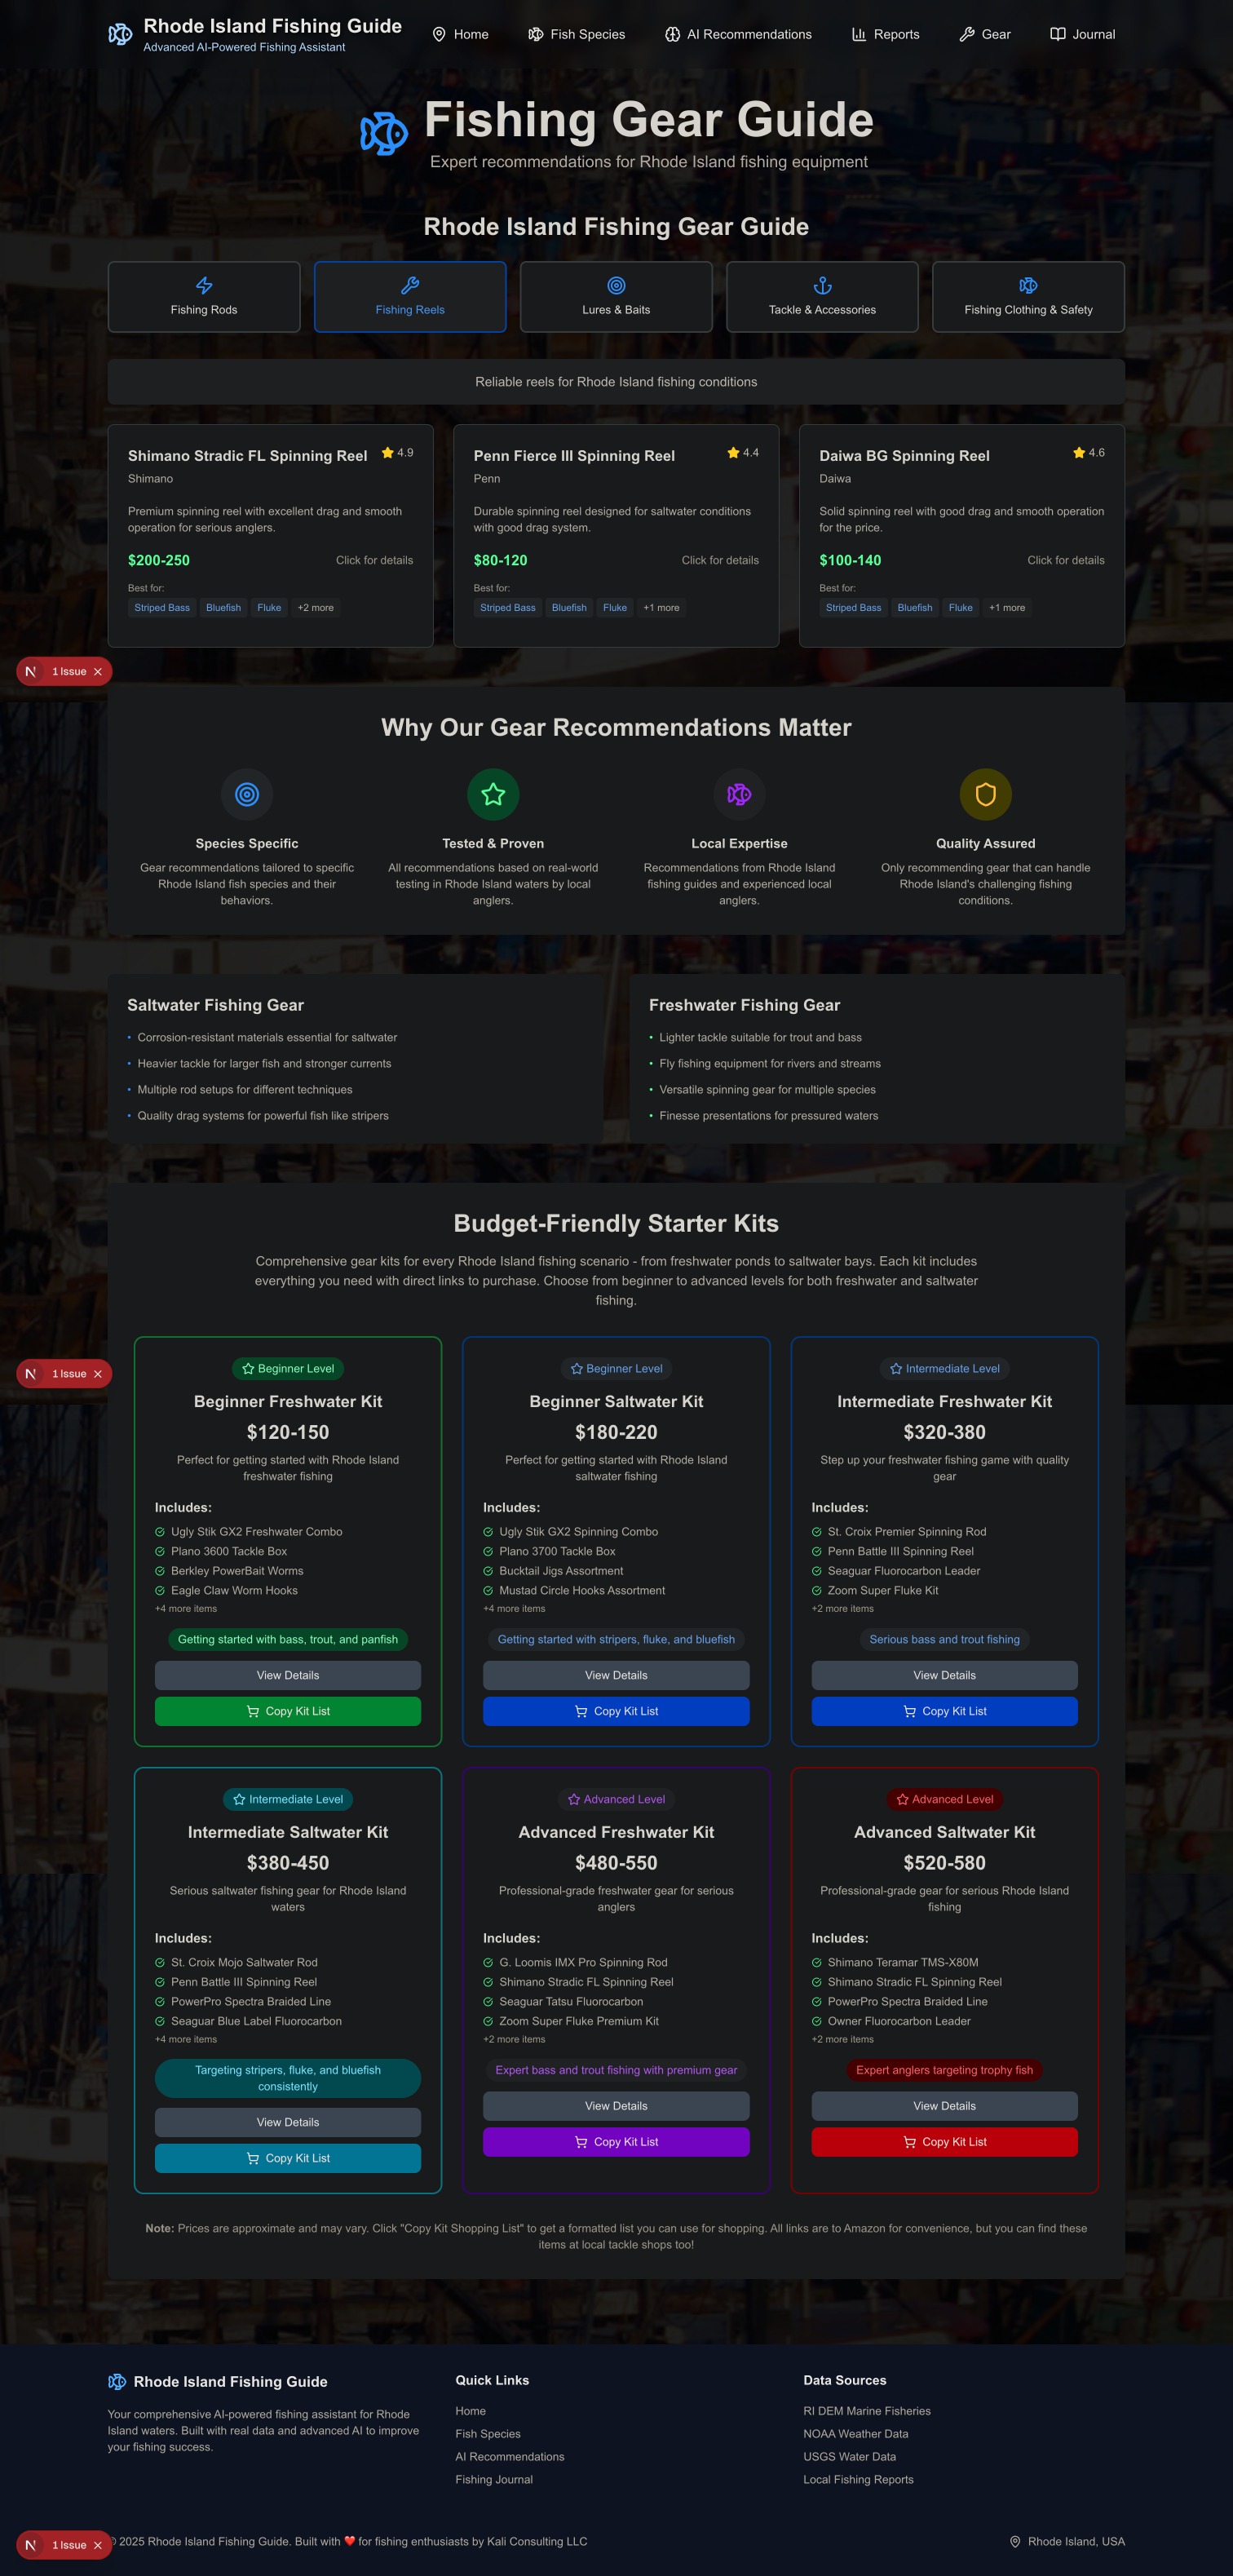 Rhode Island Fishing Guide
Advanced AI-Powered Fishing Assistant
Home
Fish Species
AI Recommendations
Reports
Gear
Journal
Fishing Gear Guide
Expert recommendations for Rhode Island fishing equipment
Rhode Island Fishing Gear Guide
Fishing Rods
Fishing Reels
Lures & Baits
Tackle & Accessories
Fishing Clothing & Safety
Reliable reels for Rhode Island fishing conditions
Shimano Stradic FL Spinning Reel
4.9
Shimano
Premium spinning reel with excellent drag and smooth
operation for serious anglers.
$200-250
Click for details
Best for:
Striped Bass
Bluefish
Fluke
+2 more
Penn Fierce III Spinning Reel
4.4
Penn
Durable spinning reel designed for saltwater conditions
with good drag system.
$80-120
Click for details
Best for:
Striped Bass
Bluefish
Fluke
+1 more
Daiwa BG Spinning Reel
4.6
Daiwa
Solid spinning reel with good drag and smooth operation
for the price.
$100-140
Click for details
Best for:
Striped Bass
Bluefish
Fluke
+1 more
N
1 Issue
Why Our Gear Recommendations Matter
Species Specific
Gear recommendations tailored to specific
Rhode Island fish species and their
behaviors.
Tested & Proven
All recommendations based on real-world
testing in Rhode Island waters by local
anglers.
Local Expertise
Recommendations from Rhode Island
fishing guides and experienced local
anglers.
Quality Assured
Only recommending gear that can handle
Rhode Island's challenging fishing
conditions.
Saltwater Fishing Gear
• Corrosion-resistant materials essential for saltwater
• Heavier tackle for larger fish and stronger currents
• Multiple rod setups for different techniques
• Quality drag systems for powerful fish like stripers
Freshwater Fishing Gear
• Lighter tackle suitable for trout and bass
• Fly fishing equipment for rivers and streams
• Versatile spinning gear for multiple species
• Finesse presentations for pressured waters
Budget-Friendly Starter Kits
Comprehensive gear kits for every Rhode Island fishing scenario - from freshwater ponds to saltwater bays. Each kit includes
everything you need with direct links to purchase. Choose from beginner to advanced levels for both freshwater and saltwater
fishing.
N
1 Issue
Beginner Level
Beginner Freshwater Kit
$120-150
Perfect for getting started with Rhode Island
freshwater fishing
Includes:
Ugly Stik GX2 Freshwater Combo
Plano 3600 Tackle Box
Berkley PowerBait Worms
Eagle Claw Worm Hooks
+4 more items
Getting started with bass, trout, and panfish
View Details
Copy Kit List
Beginner Level
Beginner Saltwater Kit
$180-220
Perfect for getting started with Rhode Island
saltwater fishing
Includes:
Ugly Stik GX2 Spinning Combo
Plano 3700 Tackle Box
Bucktail Jigs Assortment
Mustad Circle Hooks Assortment
+4 more items
Getting started with stripers, fluke, and bluefish
View Details
Copy Kit List
Intermediate Level
Intermediate Freshwater Kit
$320-380
Step up your freshwater fishing game with quality
gear
Includes:
St. Croix Premier Spinning Rod
Penn Battle III Spinning Reel
Seaguar Fluorocarbon Leader
Zoom Super Fluke Kit
+2 more items
Serious bass and trout fishing
View Details
Copy Kit List
Intermediate Level
Intermediate Saltwater Kit
$380-450
Serious saltwater fishing gear for Rhode Island
waters
Includes:
St. Croix Mojo Saltwater Rod
Penn Battle III Spinning Reel
PowerPro Spectra Braided Line
Seaguar Blue Label Fluorocarbon
+4 more items
Targeting stripers, fluke, and bluefish
consistently
View Details
Copy Kit List
Advanced Level
Advanced Freshwater Kit
$480-550
Professional-grade freshwater gear for serious
anglers
Includes:
G. Loomis IMX Pro Spinning Rod
Shimano Stradic FL Spinning Reel
Seaguar Tatsu Fluorocarbon
Zoom Super Fluke Premium Kit
+2 more items
Expert bass and trout fishing with premium gear
View Details
Copy Kit List
Advanced Level
Advanced Saltwater Kit
$520-580
Professional-grade gear for serious Rhode Island
fishing
Includes:
Shimano Teramar TMS-X80M
Shimano Stradic FL Spinning Reel
PowerPro Spectra Braided Line
Owner Fluorocarbon Leader
+2 more items
Expert anglers targeting trophy fish
View Details
Copy Kit List
Note: Prices are approximate and may vary. Click "Copy Kit Shopping List" to get a formatted list you can use for shopping. All links are to Amazon for convenience, but you can find these
items at local tackle shops too!
Rhode Island Fishing Guide
Your comprehensive AI-powered fishing assistant for Rhode
Island waters. Built with real data and advanced AI to improve
your fishing success.
Quick Links
Home
Fish Species
AI Recommendations
Fishing Journal
Data Sources
RI DEM Marine Fisheries
NOAA Weather Data
USGS Water Data
Local Fishing Reports
N
1 Issue
© 2025 Rhode Island Fishing Guide. Built with ❤️ for fishing enthusiasts by Kali Consulting LLC
Rhode Island, USA